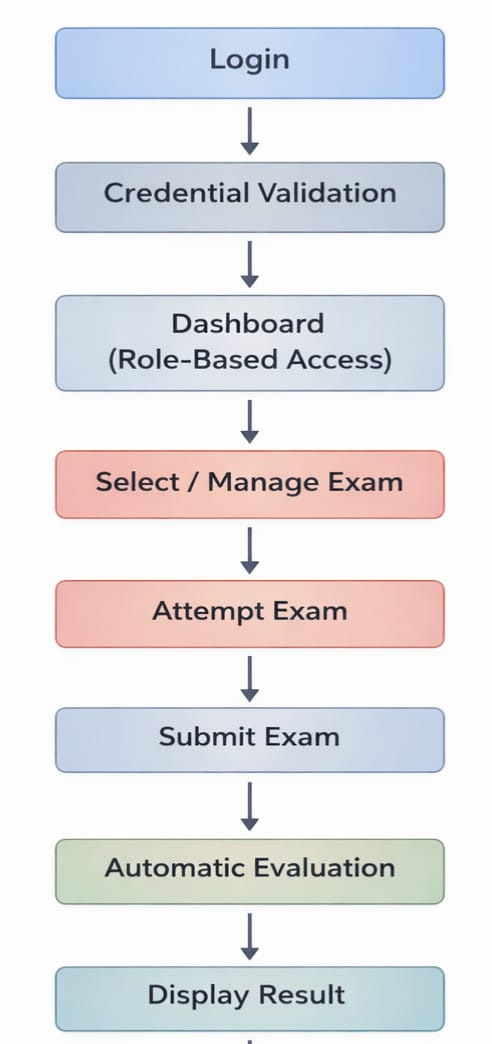 Login
Credential Validation
Dashboard
(Role-Based Access)
Select / Manage Exam
Attempt Exam
Submit Exam
Automatic Evaluation
Display Result